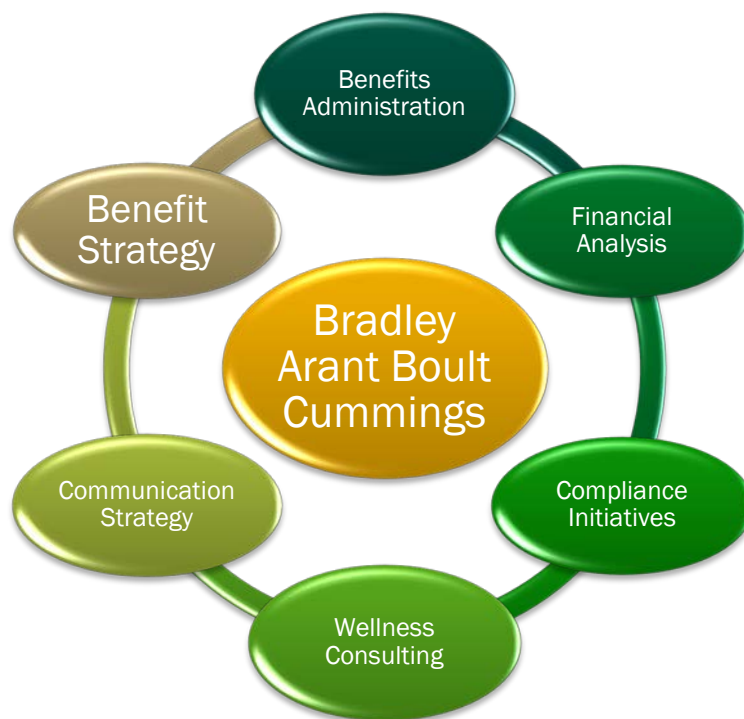 Benefits
Administration
Financial
Analysis
Compliance
Initiatives
Wellness
Consulting
Communication
Strategy
Benefit
Strategy
Bradley
Arant Boult
Cummings